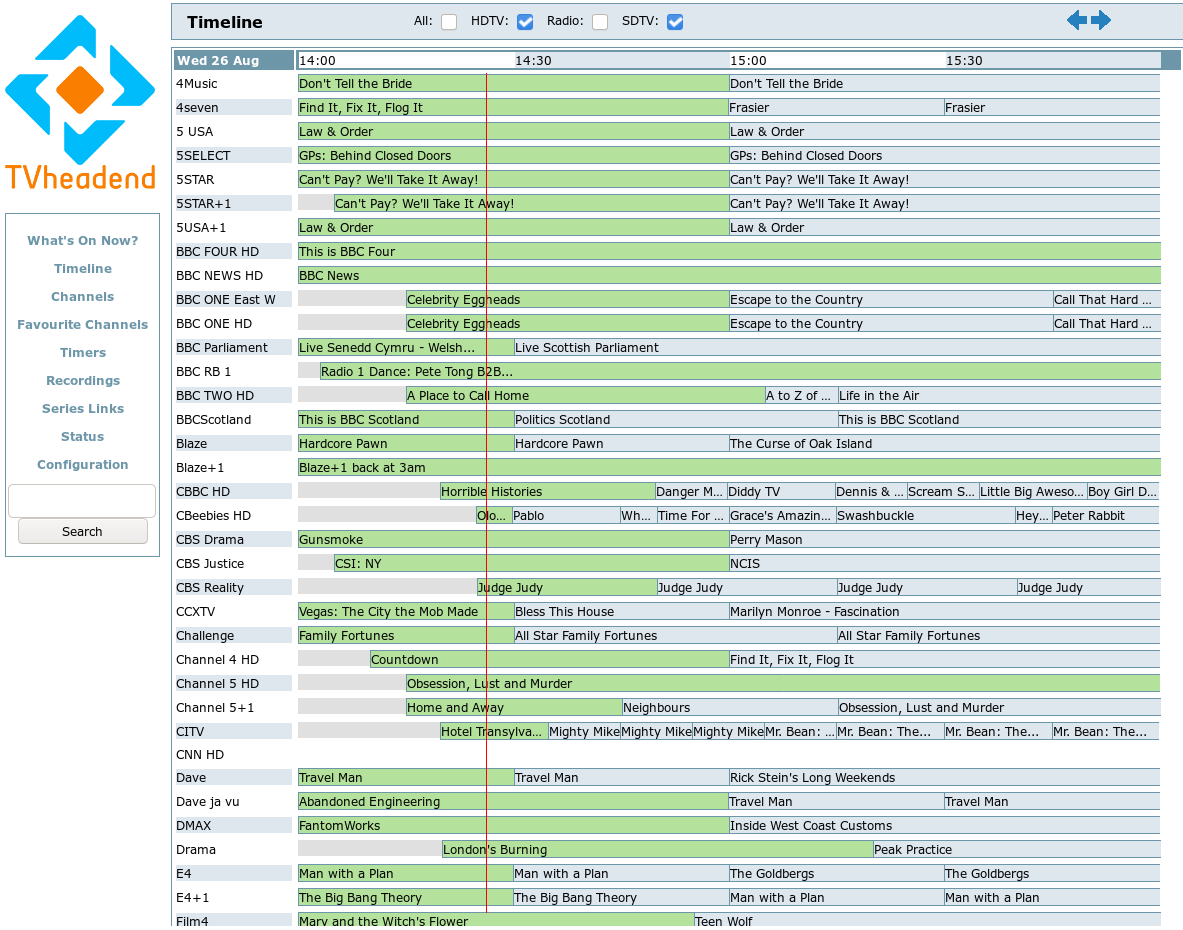 TVheadend
What's On Now?
Timeline
Channels
Favourite Channels
Timers
Recordings
Series Links
Status
Configuration
Search
Timeline All: HDTV: Radio: SDTV:
Wed 26 Aug 14:00 14:30 15:00 15:30
4Music Don't Tell the Bride Don't Tell the Bride
4seven Find It, Fix It, Flog It Frasier Frasier
5 USA Law & Order Law & Order
5SELECT GPs: Behind Closed Doors GPs: Behind Closed Doors
5STAR Can't Pay? We'll Take It Away! Can't Pay? We'll Take It Away!
5STAR+1 Can't Pay? We'll Take It Away! Can't Pay? We'll Take It Away!
5USA+1 Law & Order Law & Order
BBC FOUR HD This is BBC Four
BBC NEWS HD BBC News
BBC ONE East W Celebrity Eggheads Escape to the Country Call That Hard ...
BBC ONE HD Celebrity Eggheads Escape to the Country Call That Hard ...
BBC Parliament Live Senedd Cymru - Welsh... Live Scottish Parliament
BBC RB 1 Radio 1 Dance: Pete Tong B2B...
BBC TWO HD A Place to Call Home A to Z of ... Life in the Air
BBCScotland This is BBC Scotland Politics Scotland This is BBC Scotland
Blaze Hardcore Pawn Hardcore Pawn The Curse of Oak Island
Blaze+1 Blaze+1 back at 3am
CBBC HD Horrible Histories Danger M... Diddy TV Dennis & ... Scream S... Little Big Aweso... Boy Girl D...
CBeebies HD Olo... Pablo Wh... Time For ... Grace's Amazin... Swashbuckle Hey... Peter Rabbit
CBS Drama Gunsmoke Perry Mason
CBS Justice CSI: NY NCIS
CBS Reality Judge Judy Judge Judy Judge Judy Judge Judy
CCXTV Vegas: The City the Mob Made Bless This House Marilyn Monroe - Fascination
Challenge Family Fortunes All Star Family Fortunes All Star Family Fortunes
Channel 4 HD Countdown Find It, Fix It, Flog It
Channel 5 HD Obsession, Lust and Murder
Channel 5+1 Home and Away Neighbours Obsession, Lust and Murder
CITV Hotel Transylva... Mighty Mike Mighty Mike Mighty Mike Mr. Bean: ... Mr. Bean: The... Mr. Bean: The... Mr. Bean: The...
CNN HD
Dave Travel Man Travel Man Rick Stein's Long Weekends
Dave ja vu Abandoned Engineering Travel Man Travel Man
DMAX FantomWorks Inside West Coast Customs
Drama London's Burning Peak Practice
E4 Man with a Plan Man with a Plan The Goldbergs The Goldbergs
E4+1 The Big Bang Theory The Big Bang Theory Man with a Plan Man with a Plan
Film4 Mary and the Witch's Flower Teen Wolf